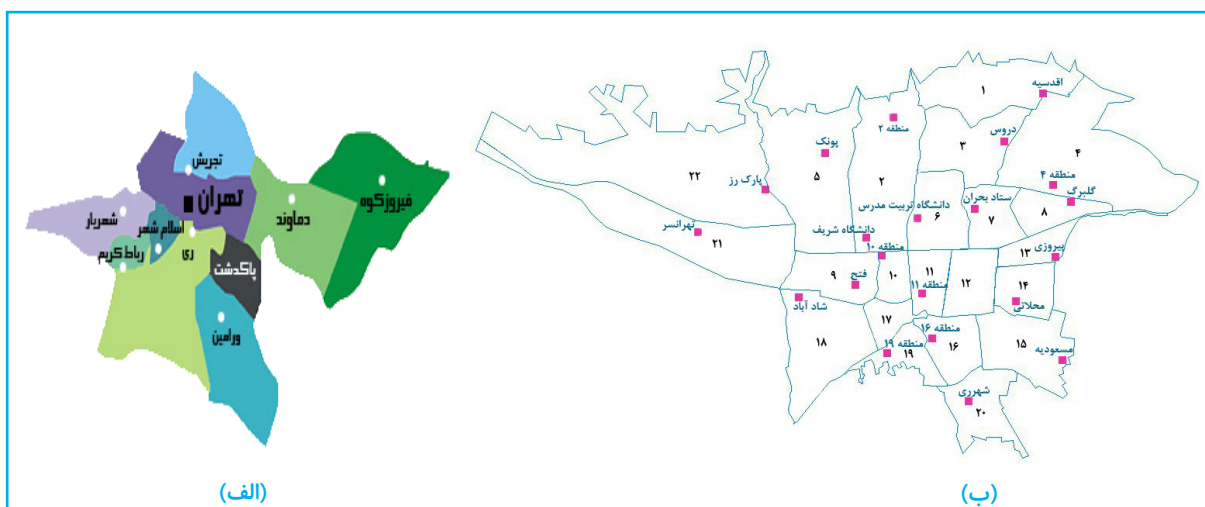 تجریش
تهران
شهریار
اسلام شهر
رباط کریم
ری
دماوند
فیروزکوه
پاکدشت
ورامین
(الف)
۱
اقدسیه
منطقه ۲
دروس
۳
پونک
۴
۲۲
۵
۲
منطقه ۴
گلبرگ
پارک رز
دانشگاه تربیت مدرس
۶
ستاد بحران
۷
۸
تهرانسر
۲۱
دانشگاه شریف
منطقه ۱۰
پیروزی
۱۳
۹
فتح
۱۰
۱۱
منطقه ۱۱
۱۲
۱۴
محلاتی
شاد آباد
۱۸
۱۷
منطقه ۱۶
۱۶
منطقه ۱۹
۱۹
۱۵
مسعودیه
شهرری
۲۰
(ب)